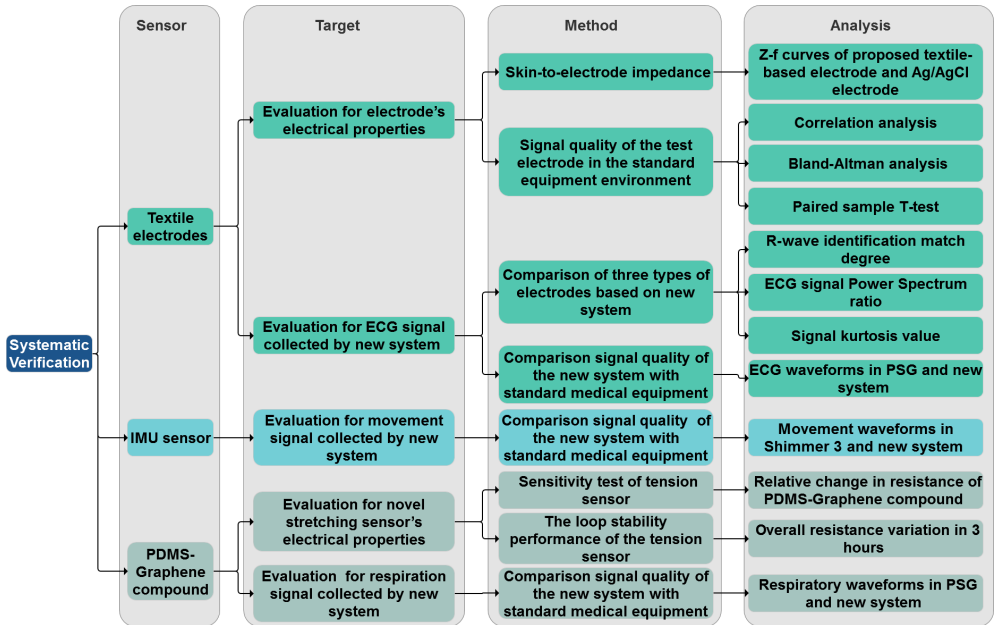 Sensor
Target
Method
Analysis
Systematic
Verification
Textile
electrodes
IMU sensor
PDMS-
Graphene
compound
Evaluation for electrode's
electrical properties
Evaluation for ECG signal
collected by new system
Evaluation for movement
signal collected by new
system
Evaluation for novel
stretching sensor's
electrical properties
Evaluation for respiration
signal collected by new
system
Skin-to-electrode impedance
Signal quality of the test
electrode in the standard
equipment environment
Comparison of three types of
electrodes based on new
system
Comparison signal quality of
the new system with
standard medical equipment
Comparison signal quality of
the new system with
standard medical equipment
Sensitivity test of tension
sensor
The loop stability
performance of the tension
sensor
Comparison signal quality of
the new system with
standard medical equipment
Z-f curves of proposed textile-
based electrode and Ag/AgCl
electrode
Correlation analysis
Bland-Altman analysis
Paired sample T-test
R-wave identification match
degree
ECG signal Power Spectrum
ratio
Signal kurtosis value
ECG waveforms in PSG and new
system
Movement waveforms in
Shimmer 3 and new system
Relative change in resistance of
PDMS-Graphene compound
Overall resistance variation in 3
hours
Respiratory waveforms in PSG
and new system